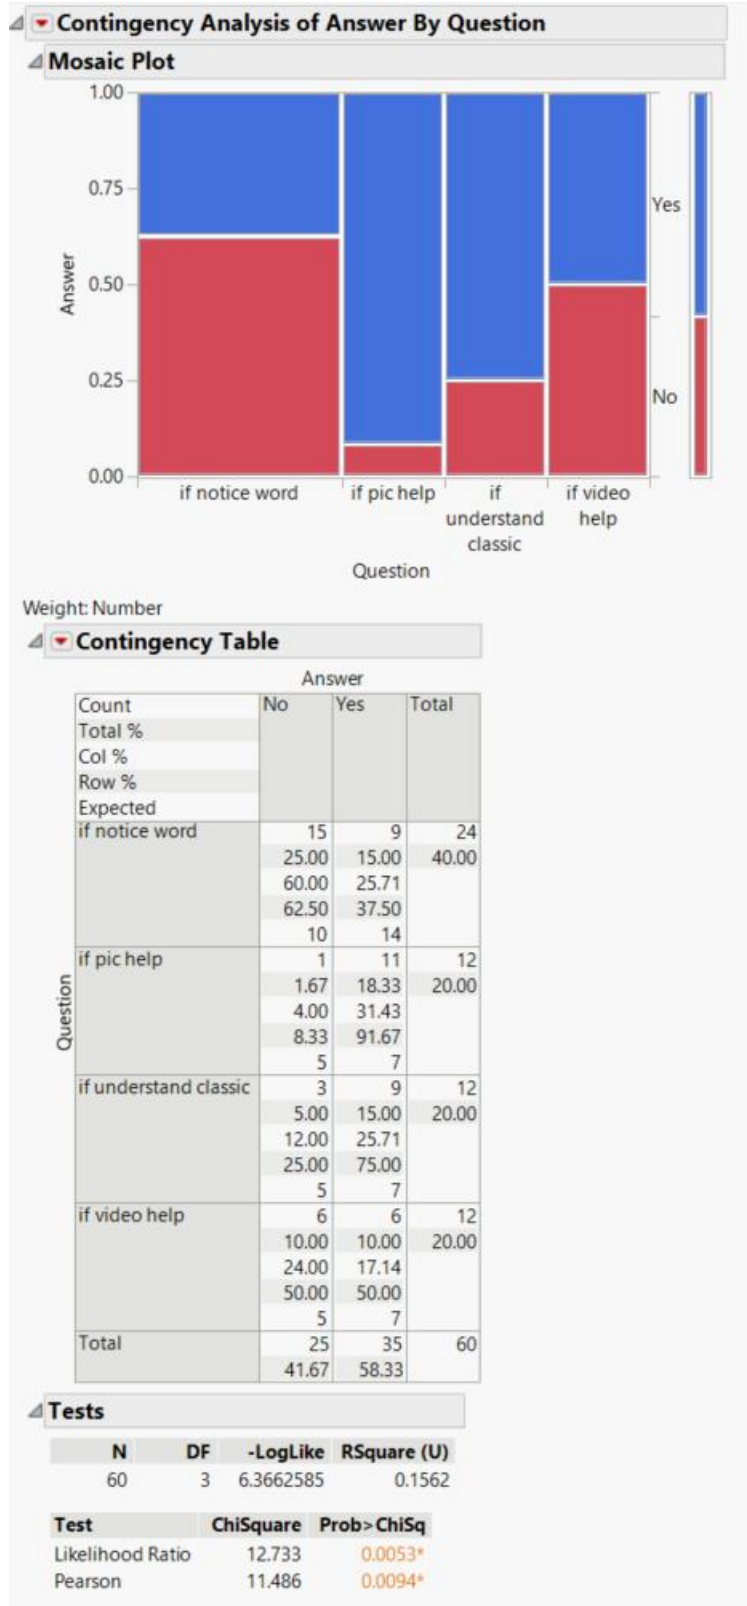 Contingency Analysis of Answer By Question
Mosaic Plot
1.00
0.75
0.50
0.25
0.00
Answer
Yes
No
if notice word if pic help if understand classic if video help
Question
Weight: Number
Contingency Table
Answer
Count No Yes Total
Total %
Col %
Row %
Expected
Question
if notice word 15 9 24
25.00 15.00 40.00
60.00 25.71
62.50 37.50
10 14
if pic help 1 11 12
1.67 18.33 20.00
4.00 31.43
8.33 91.67
5 7
if understand classic 3 9 12
5.00 15.00 20.00
12.00 25.71
25.00 75.00
5 7
if video help 6 6 12
10.00 10.00 20.00
24.00 17.14
50.00 50.00
5 7
Total 25 35 60
41.67 58.33
Tests
N DF -LogLike RSquare (U)
60 3 6.3662585 0.1562
Test ChiSquare Prob>ChiSq
Likelihood Ratio 12.733 0.0053*
Pearson 11.486 0.0094*